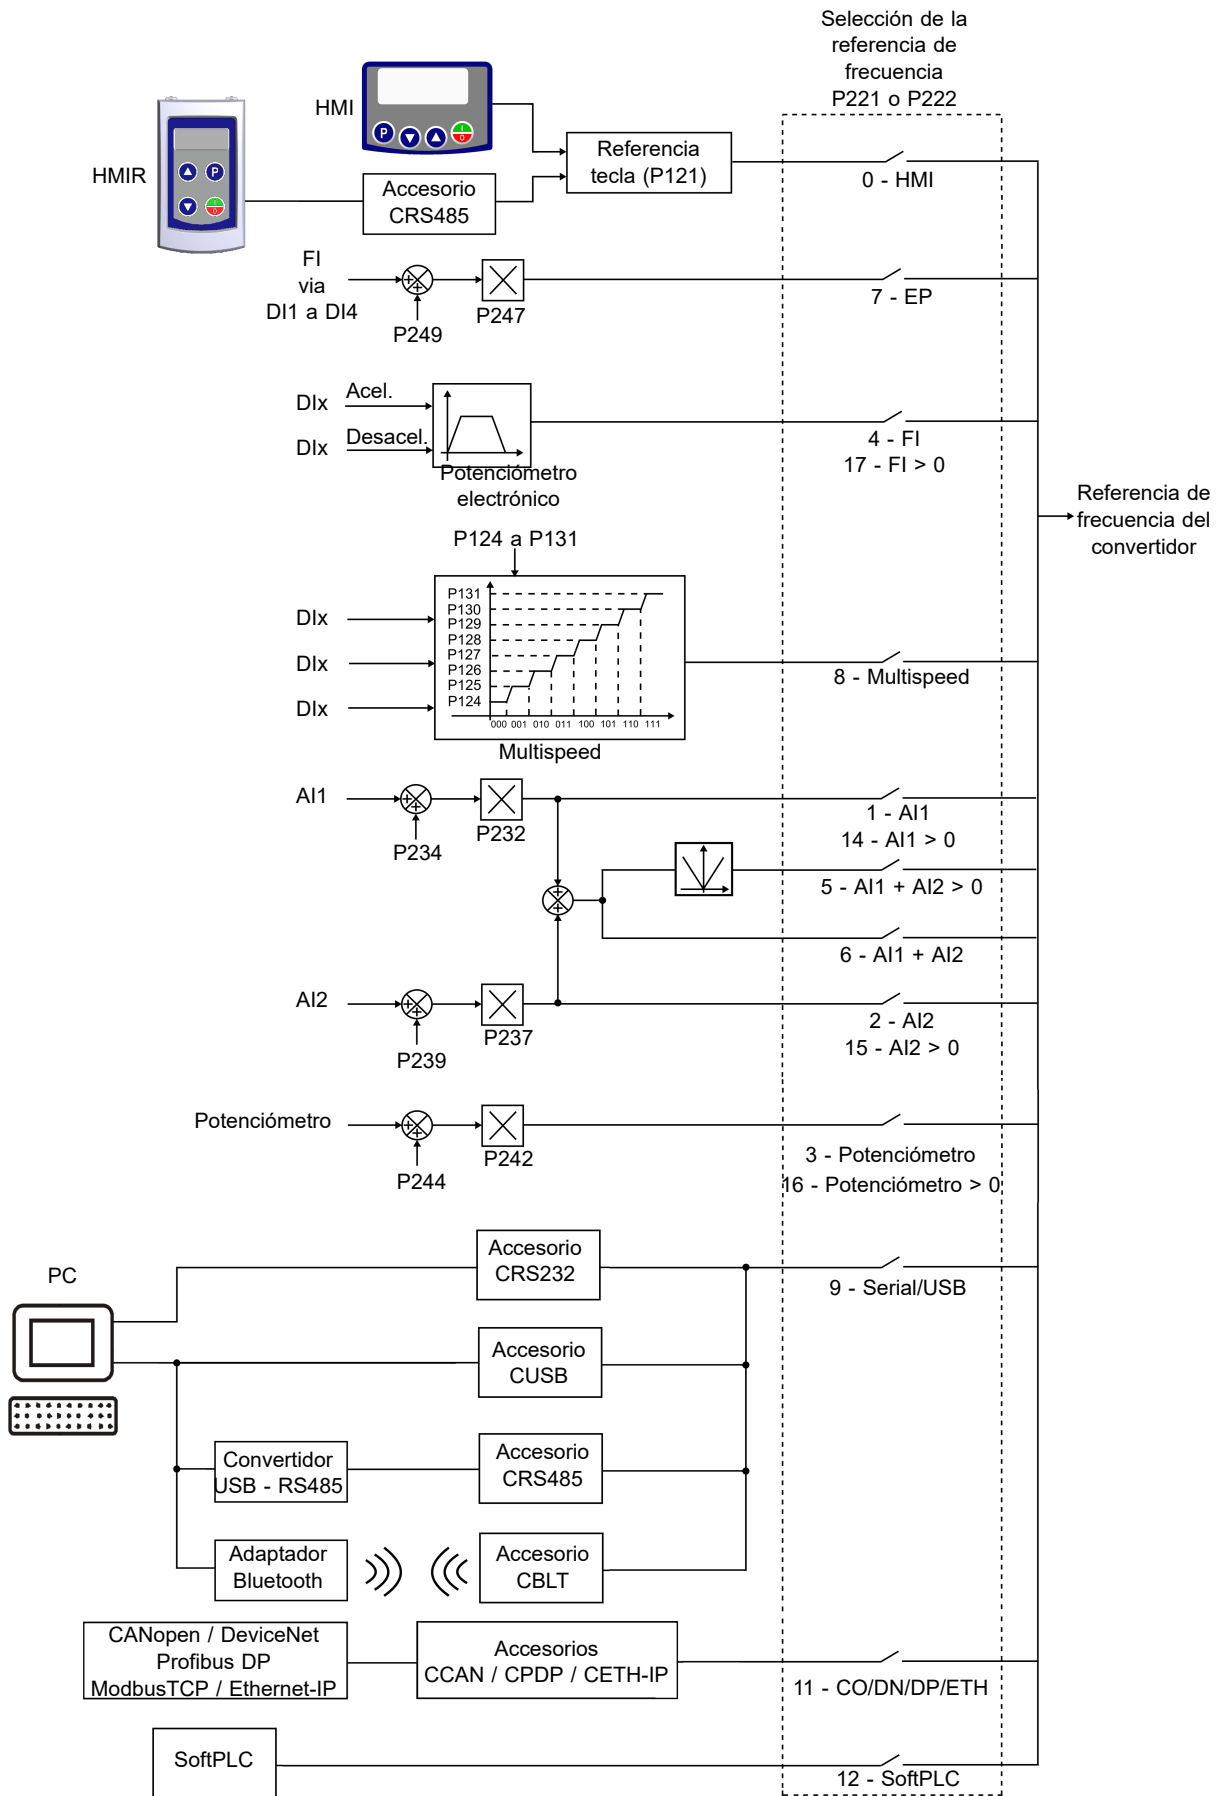 Selección de la
referencia de
frecuencia
P221 o P222
HMI
P
I
0
HMIR
P
I
0
Accesorio
CRS485
Referencia
tecla (P121)
0 - HMI
FI
via
DI1 a DI4
P249
P247
7 - EP
DIx
Acel.
DIx
Desacel.
Potenciómetro
electrónico
4 - FI
17 - FI > 0
Referencia de
frecuencia del
convertidor
P124 a P131
DIx
DIx
DIx
P131
P130
P129
P128
P127
P126
P125
P124
000 001 010 011 100 101 110 111
Multispeed
8 - Multispeed
AI1
P234
P232
1 - AI1
14 - AI1 > 0
5 - AI1 + AI2 > 0
6 - AI1 + AI2
AI2
P239
P237
2 - AI2
15 - AI2 > 0
Potenciómetro
P244
P242
3 - Potenciómetro
16 - Potenciómetro > 0
PC
Accesorio
CRS232
9 - Serial/USB
Accesorio
CUSB
Convertidor
USB - RS485
Accesorio
CRS485
Adaptador
Bluetooth
Accesorio
CBLT
CANopen / DeviceNet
Profibus DP
ModbusTCP / Ethernet-IP
Accesorios
CCAN / CPDP / CETH-IP
11 - CO/DN/DP/ETH
SoftPLC
12 - SoftPLC